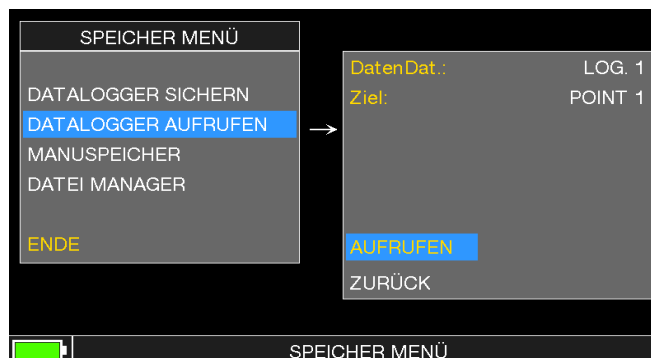 SPEICHER MENÜ
DATALOGGER SICHERN
DATALOGGER AUFRUFEN
MANUSPEICHER
DATEI MANAGER
ENDE
→
DatenDat.: LOG. 1
Ziel: POINT 1
AUFRUFEN
ZURÜCK
SPEICHER MENÜ